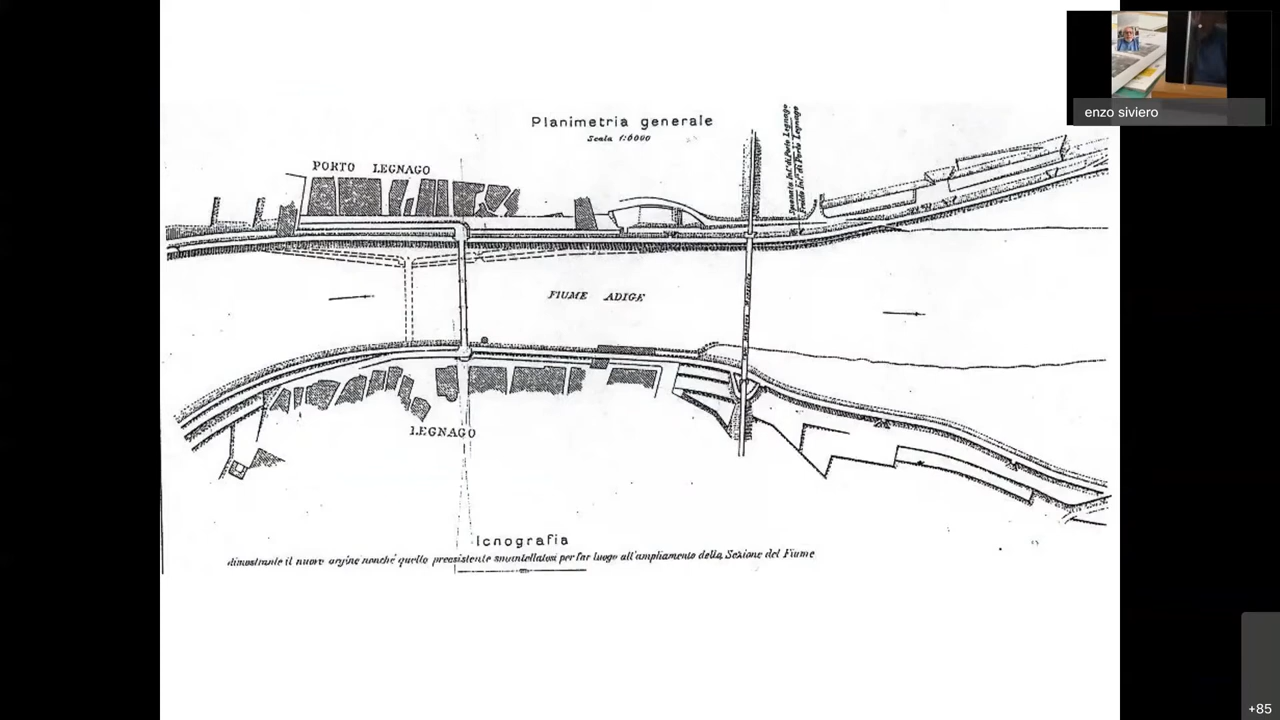 Planimetria generale
Scala 1:6000
PORTO LEGNAGO
FIUME ADIGE
LEGNAGO
Icnografia
dimostrante il nuovo argine nonché quello preesistente smantellatosi per far luogo all'ampliamento della Sezione del Fiume
enzo siviero
+85